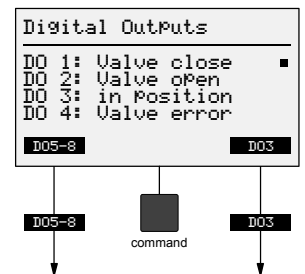 Digital Outputs
DO 1: Valve close
DO 2: Valve open
DO 3: in Position
DO 4: Valve error
DO5-8 DO3
DO5-8 DO3
command